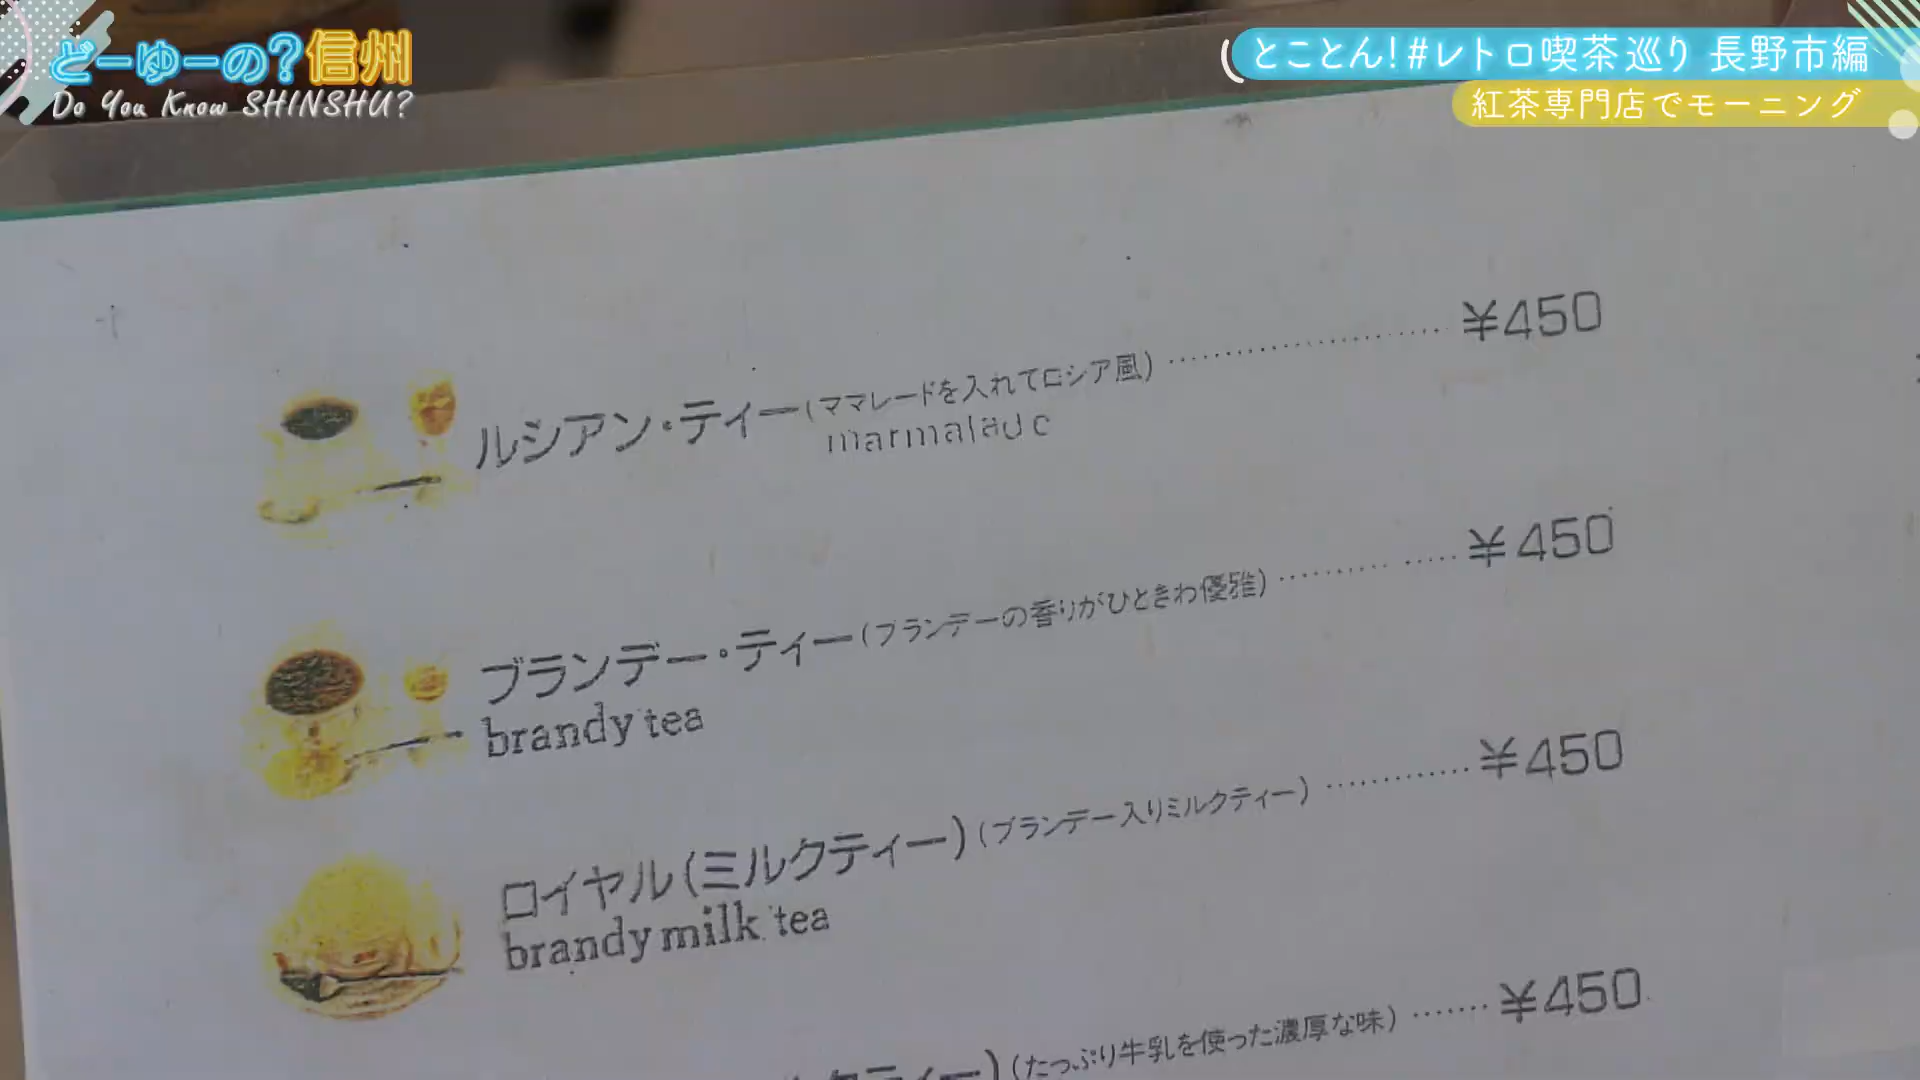 どーゆーの?信州
Do You Know SHINSHU?
とことん!#レトロ喫茶巡り 長野市編
紅茶専門店でモーニング
ルシアン・ティー(ママレードを入れてロシア風) ¥450
marmalade
ブランデー・ティー(ブランデーの香りがひときわ優雅) ¥450
brandy tea
ロイヤル(ミルクティー)(ブランデー入りミルクティー) ¥450
brandy milk tea
クティー)(たっぷり牛乳を使った濃厚な味) ¥450